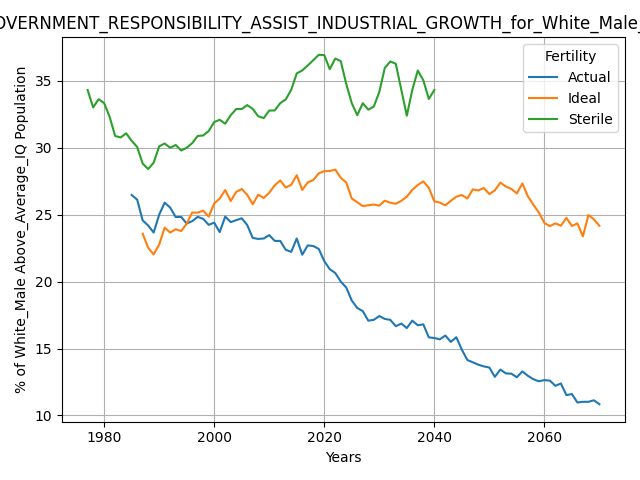 OVERNMENT_RESPONSIBILITY_ASSIST_INDUSTRIAL_GROWTH_for_White_Male_
Fertility
Actual
Ideal
Sterile
% of White_Male Above_Average_IQ Population
35
30
25
20
15
10
1980
2000
2020
2040
2060
Years